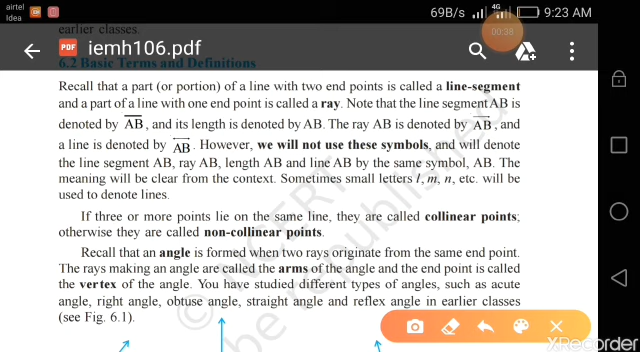 airtel
Idea
69B/s
4G
9:23 AM
00:38
earlier classes.
PDF iemh106.pdf
6.2 Basic Terms and Definitions
Recall that a part (or portion) of a line with two end points is called a line-segment
and a part of a line with one end point is called a ray. Note that the line segment AB is
denoted by AB, and its length is denoted by AB. The ray AB is denoted by AB, and
a line is denoted by AB. However, we will not use these symbols, and will denote
the line segment AB, ray AB, length AB and line AB by the same symbol, AB. The
meaning will be clear from the context. Sometimes small letters l, m, n, etc. will be
used to denote lines.
If three or more points lie on the same line, they are called collinear points;
otherwise they are called non-collinear points.
Recall that an angle is formed when two rays originate from the same end point.
The rays making an angle are called the arms of the angle and the end point is called
the vertex of the angle. You have studied different types of angles, such as acute
angle, right angle, obtuse angle, straight angle and reflex angle in earlier classes
(see Fig. 6.1).
© NCERT
be republished
XRecorder